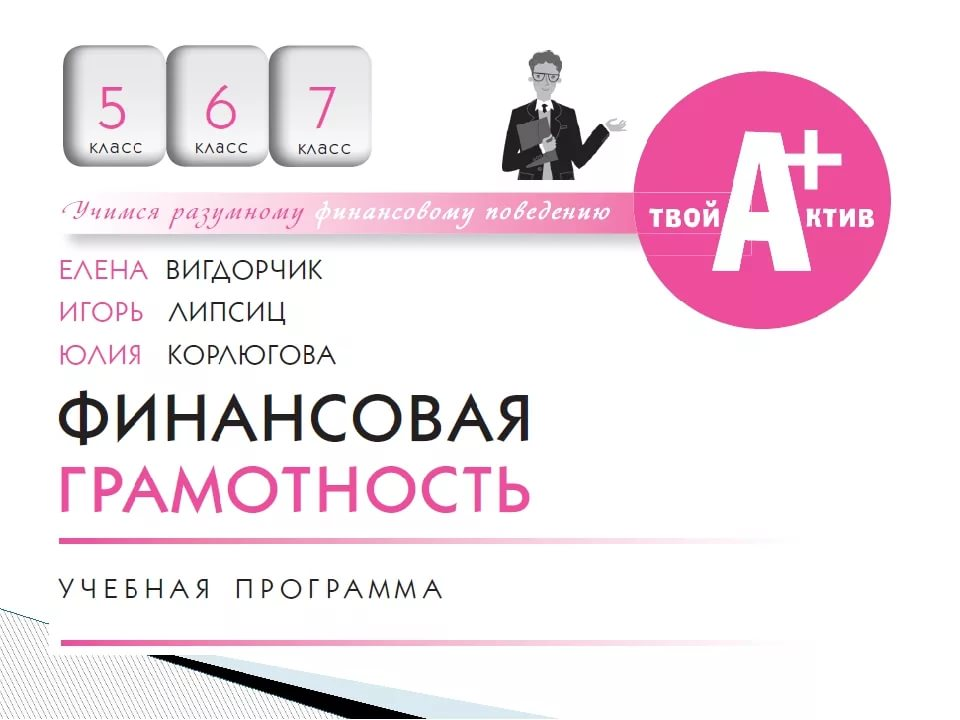 5 6 7
класс класс класс
Учимся разумному финансовому поведению
твой А+ктив
ЕЛЕНА ВИГДОРЧИК
ИГОРЬ ЛИПСИЦ
ЮЛИЯ КОРЛЮГОВА
ФИНАНСОВАЯ
ГРАМОТНОСТЬ
УЧЕБНАЯ ПРОГРАММА